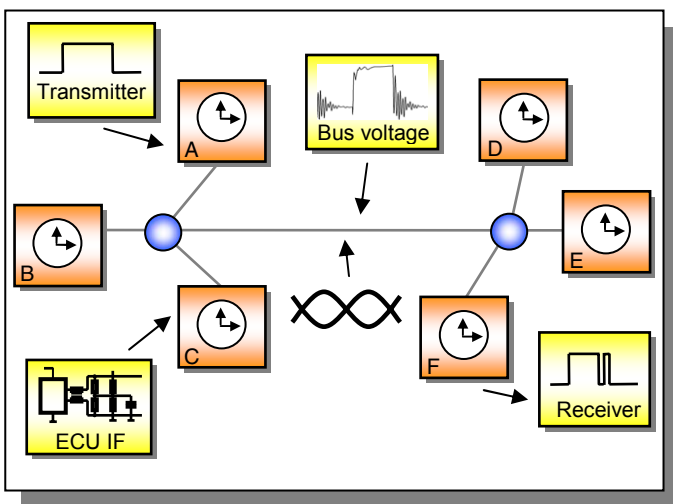 Transmitter
A
Bus voltage
D
B
E
C
F
ECU IF
Receiver